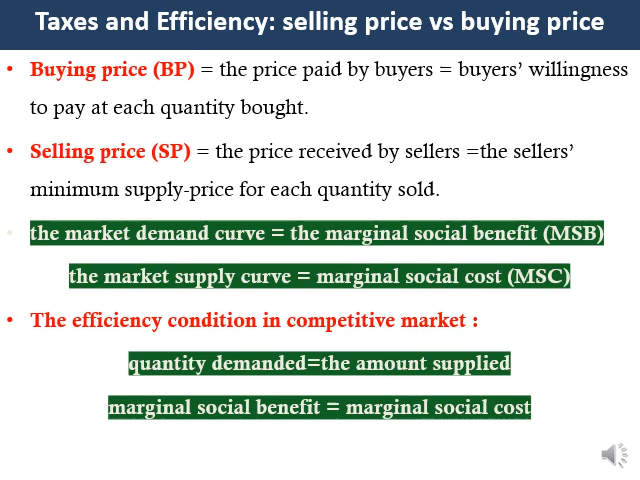 Taxes and Efficiency: selling price vs buying price
• Buying price (BP) = the price paid by buyers = buyers’ willingness
to pay at each quantity bought.
• Selling price (SP) = the price received by sellers =the sellers’
minimum supply-price for each quantity sold.
• the market demand curve = the marginal social benefit (MSB)
the market supply curve = marginal social cost (MSC)
• The efficiency condition in competitive market :
quantity demanded=the amount supplied
marginal social benefit = marginal social cost